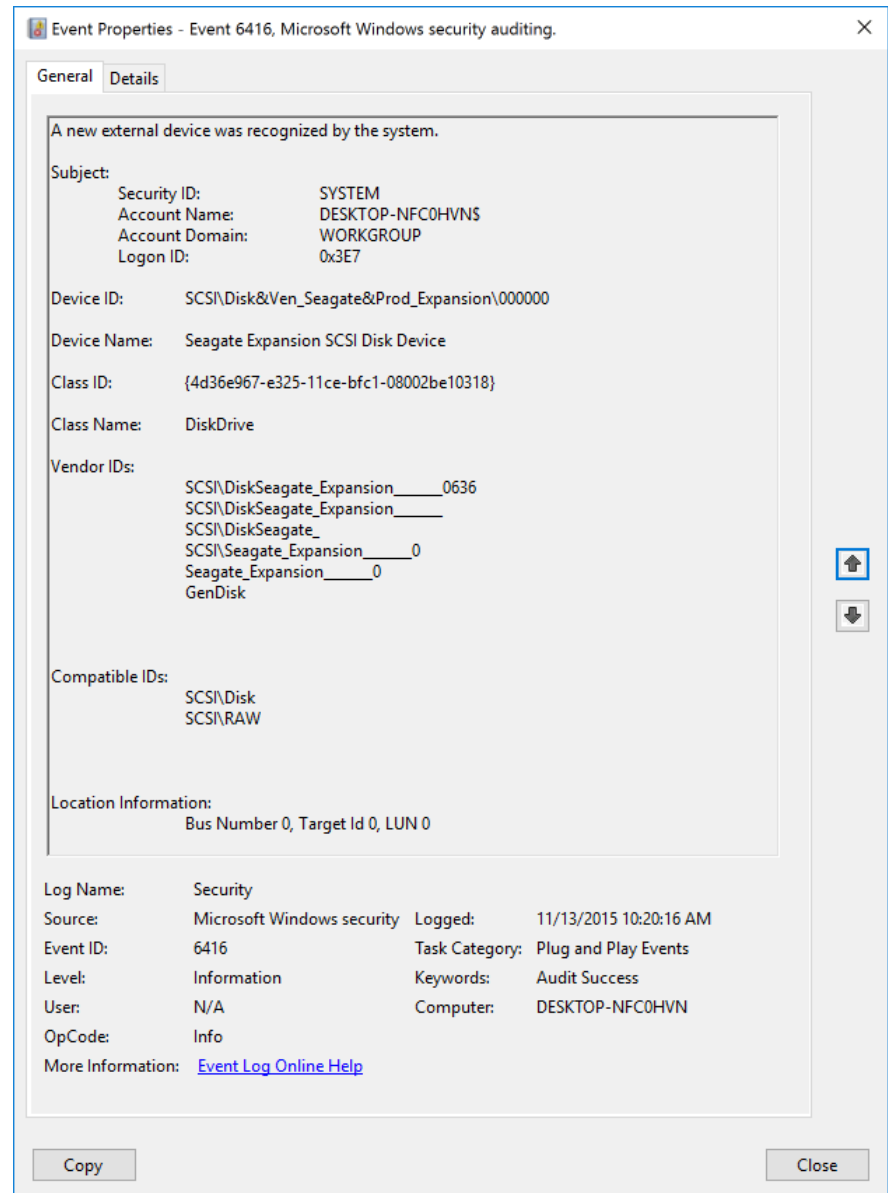 Event Properties - Event 6416, Microsoft Windows security auditing.
General Details
A new external device was recognized by the system.
Subject:
Security ID: SYSTEM
Account Name: DESKTOP-NFC0HVN$
Account Domain: WORKGROUP
Logon ID: 0x3E7
Device ID: SCSI\Disk&Ven_Seagate&Prod_Expansion\000000
Device Name: Seagate Expansion SCSI Disk Device
Class ID: {4d36e967-e325-11ce-bfc1-08002be10318}
Class Name: DiskDrive
Vendor IDs:
SCSI\DiskSeagate_Expansion______0636
SCSI\DiskSeagate_Expansion______
SCSI\DiskSeagate_
SCSI\Seagate_Expansion______0
Seagate_Expansion______0
GenDisk
Compatible IDs:
SCSI\Disk
SCSI\RAW
Location Information:
Bus Number 0, Target Id 0, LUN 0
Log Name: Security
Source: Microsoft Windows security Logged: 11/13/2015 10:20:16 AM
Event ID: 6416 Task Category: Plug and Play Events
Level: Information Keywords: Audit Success
User: N/A Computer: DESKTOP-NFC0HVN
OpCode: Info
More Information: Event Log Online Help
Copy Close